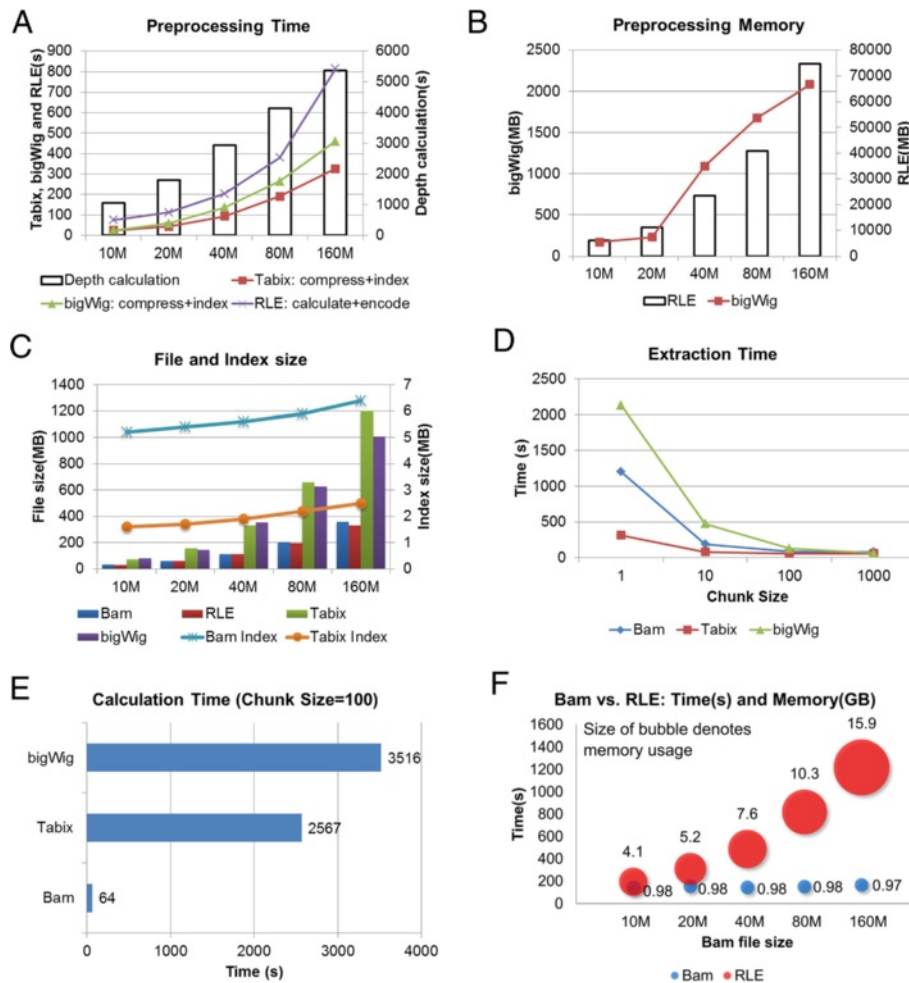 A
Preprocessing Time
Tabix, bigWig and RLE(s)
900
800
700
600
500
400
300
200
100
0
6000
5000
4000
3000
2000
1000
0
Depth calculation(s)
10M 20M 40M 80M 160M
Depth calculation Tabix: compress+index
bigWig: compress+index RLE: calculate+encode
B
Preprocessing Memory
bigWig(MB)
2500
2000
1500
1000
500
0
80000
70000
60000
50000
40000
30000
20000
10000
0
RLE(MB)
10M 20M 40M 80M 160M
RLE bigWig
C
File and Index size
File size(MB)
1400
1200
1000
800
600
400
200
0
7
6
5
4
3
2
1
0
Index size(MB)
10M 20M 40M 80M 160M
Bam RLE Tabix
bigWig Bam Index Tabix Index
D
Extraction Time
Time (s)
2500
2000
1500
1000
500
0
1 10 100 1000
Chunk Size
Bam Tabix bigWig
E
Calculation Time (Chunk Size=100)
bigWig 3516
Tabix 2567
Bam 64
0 1000 2000 3000 4000
Time (s)
F
Bam vs. RLE: Time(s) and Memory(GB)
Size of bubble denotes
memory usage
Time(s)
1600
1400
1200
1000
800
600
400
200
0
4.1 5.2 7.6 10.3 15.9
0.98 0.98 0.98 0.98 0.97
10M 20M 40M 80M 160M
Bam file size
Bam RLE